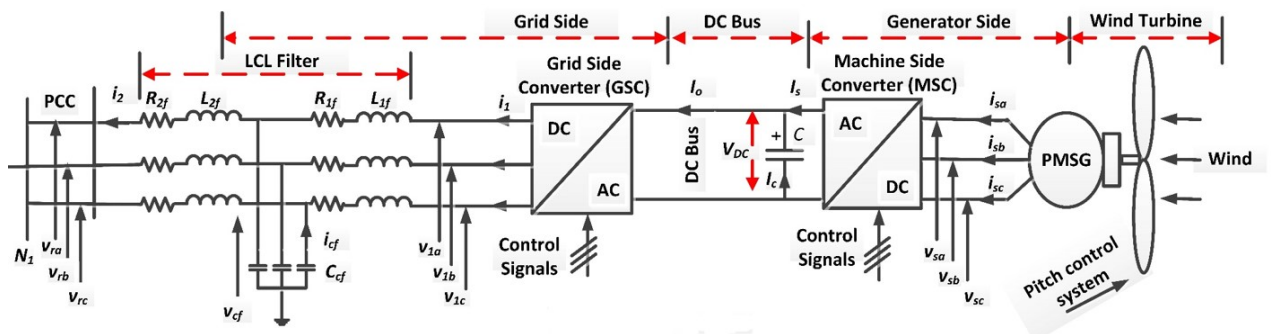 Grid Side
DC Bus
Generator Side
Wind Turbine
LCL Filter
Grid Side
Converter (GSC)
Machine Side
Converter (MSC)
PCC
i2
R2f
L2f
R1f
L1f
i1
Io
Is
isa
isb
isc
DC
AC
DC Bus
VDC
+
C
Ic
AC
DC
PMSG
Wind
N1
vra
vrb
vrc
vcf
icf
Ccf
v1a
v1b
v1c
Control
Signals
Control
Signals
vsa
vsb
vsc
Pitch control
system